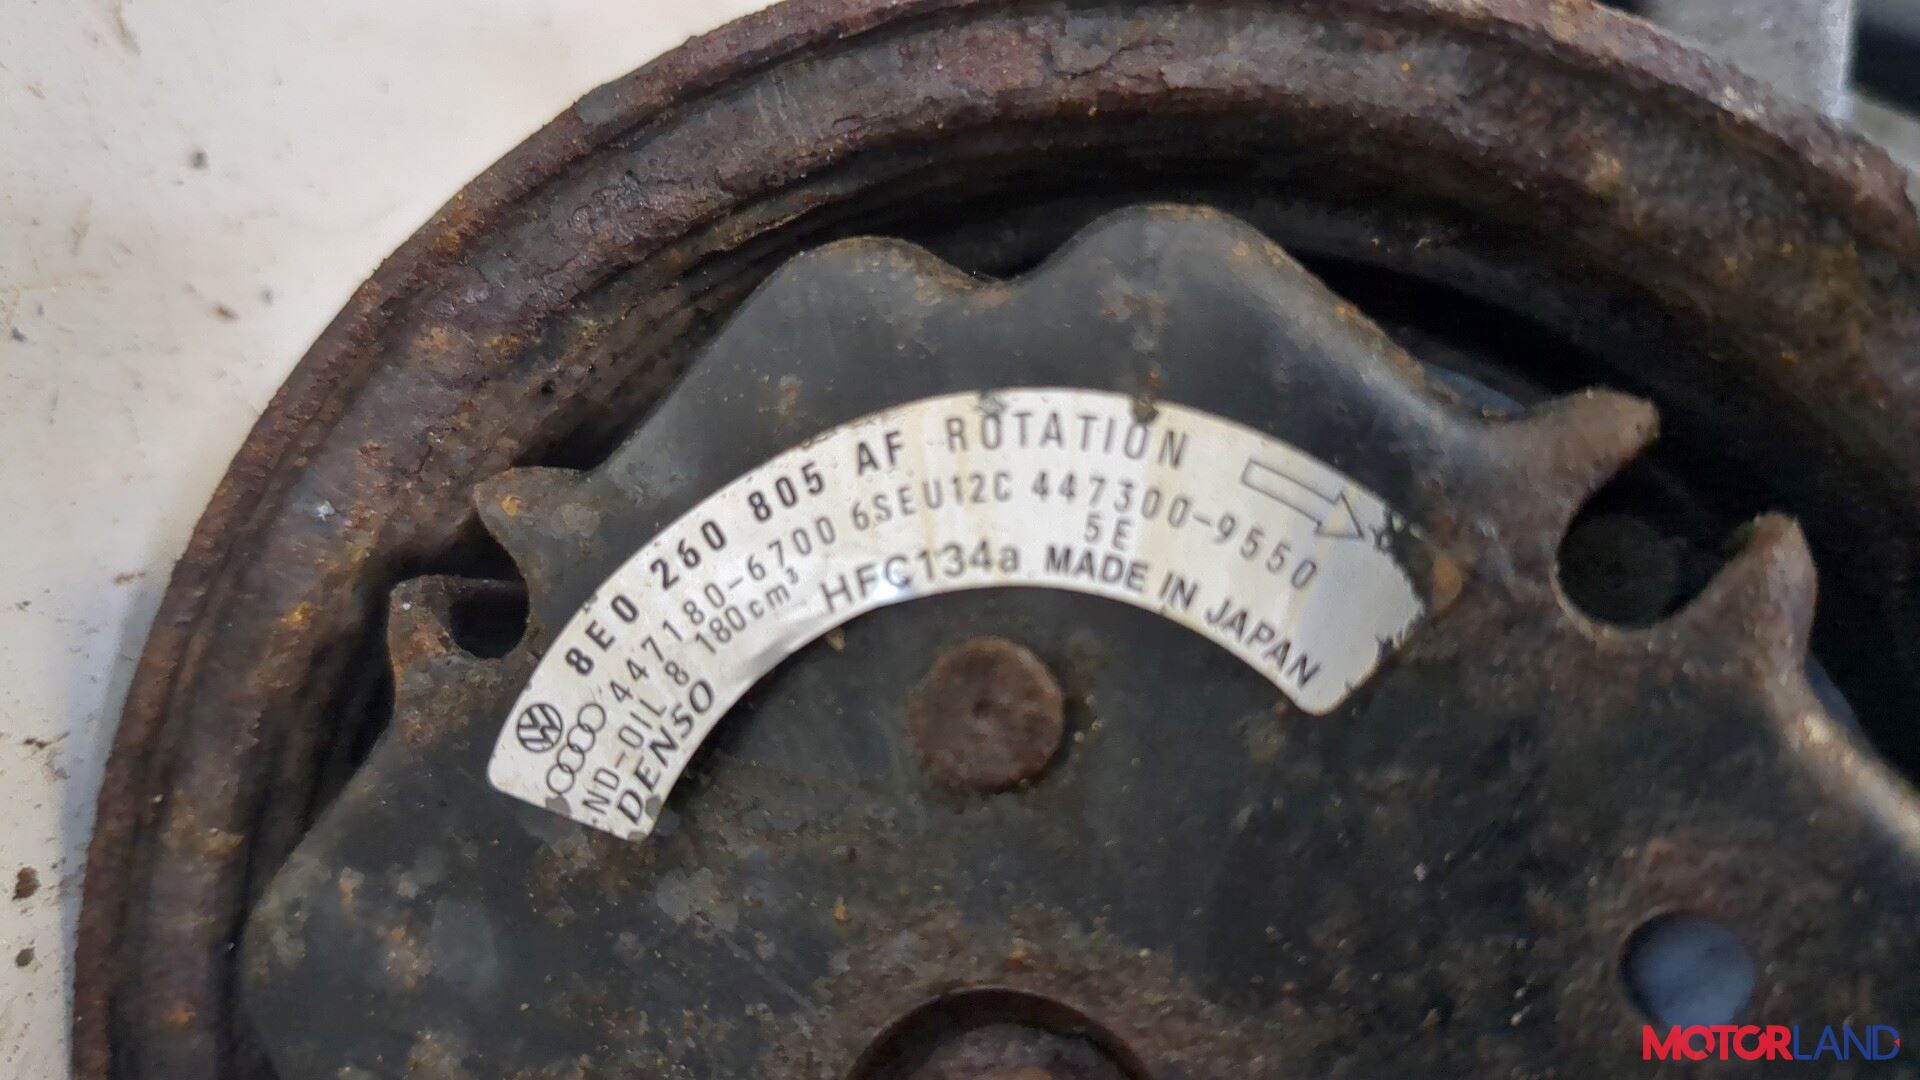 8E0 260 805 AF ROTATION
447180-6700 6SEU12C 447300-9550
5E
ND-OIL 8 180cm³ HFC134a MADE IN JAPAN
DENSO
MOTORLAND